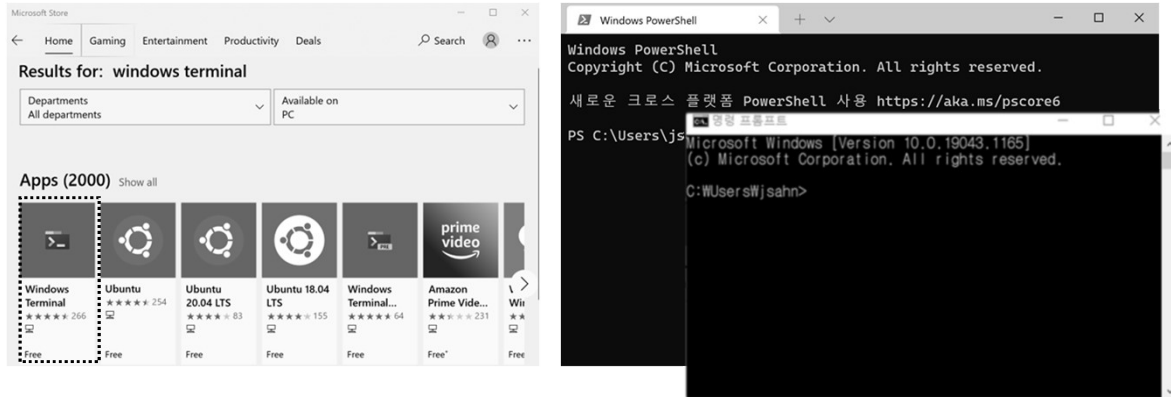 Microsoft Store
Home Gaming Entertainment Productivity Deals Search
Results for: windows terminal
Departments
All departments
Available on
PC
Apps (2000) Show all
prime
video
Windows
Terminal
266
Free
Ubuntu
254
Free
Ubuntu
20.04 LTS
83
Free
Ubuntu 18.04
LTS
155
Free
PRE
Windows
Terminal...
64
Free
Amazon
Prime Vide...
231
Free*
Free
Windows PowerShell
Windows PowerShell
Copyright (C) Microsoft Corporation. All rights reserved.
새로운 크로스 플랫폼 PowerShell 사용 https://aka.ms/pscore6
PS C:\Users\js
명령 프롬프트
Microsoft Windows [Version 10.0.19043.1165]
(c) Microsoft Corporation. All rights reserved.
C:₩Users₩jsahn>